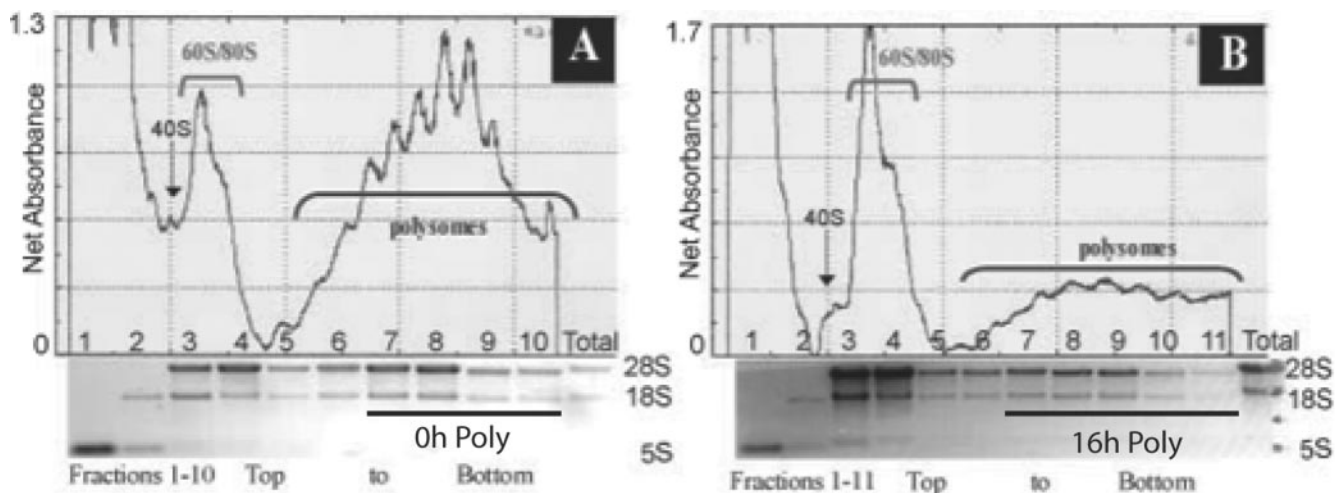 1.3
Net Absorbance
0
60S/80S
40S
A
polysomes
1 2 3 4 5 6 7 8 9 10 Total
28S
18S
5S
0h Poly
Fractions 1-10 Top to Bottom
1.7
Net Absorbance
0
60S/80S
40S
B
polysomes
1 2 3 4 5 6 7 8 9 10 11 Total
28S
18S
5S
16h Poly
Fractions 1-11 Top to Bottom